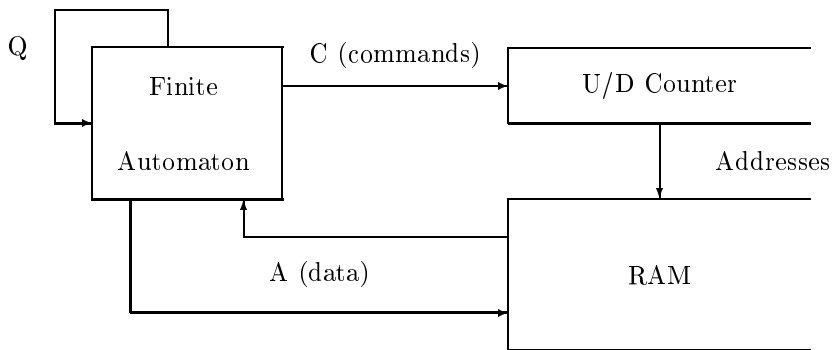 Q
C (commands)
Finite
Automaton
U/D Counter
Addresses
A (data)
RAM